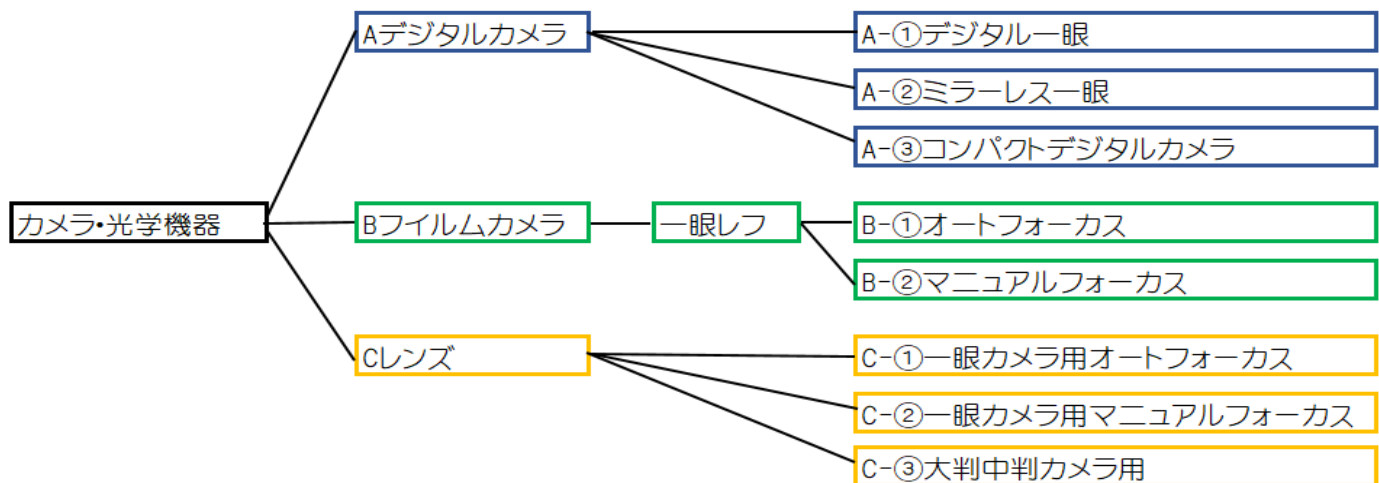 Aデジタルカメラ
A-①デジタル一眼
A-②ミラーレス一眼
A-③コンパクトデジタルカメラ
カメラ・光学機器
Bフイルムカメラ
一眼レフ
B-①オートフォーカス
B-②マニュアルフォーカス
Cレンズ
C-①一眼カメラ用オートフォーカス
C-②一眼カメラ用マニュアルフォーカス
C-③大判中判カメラ用